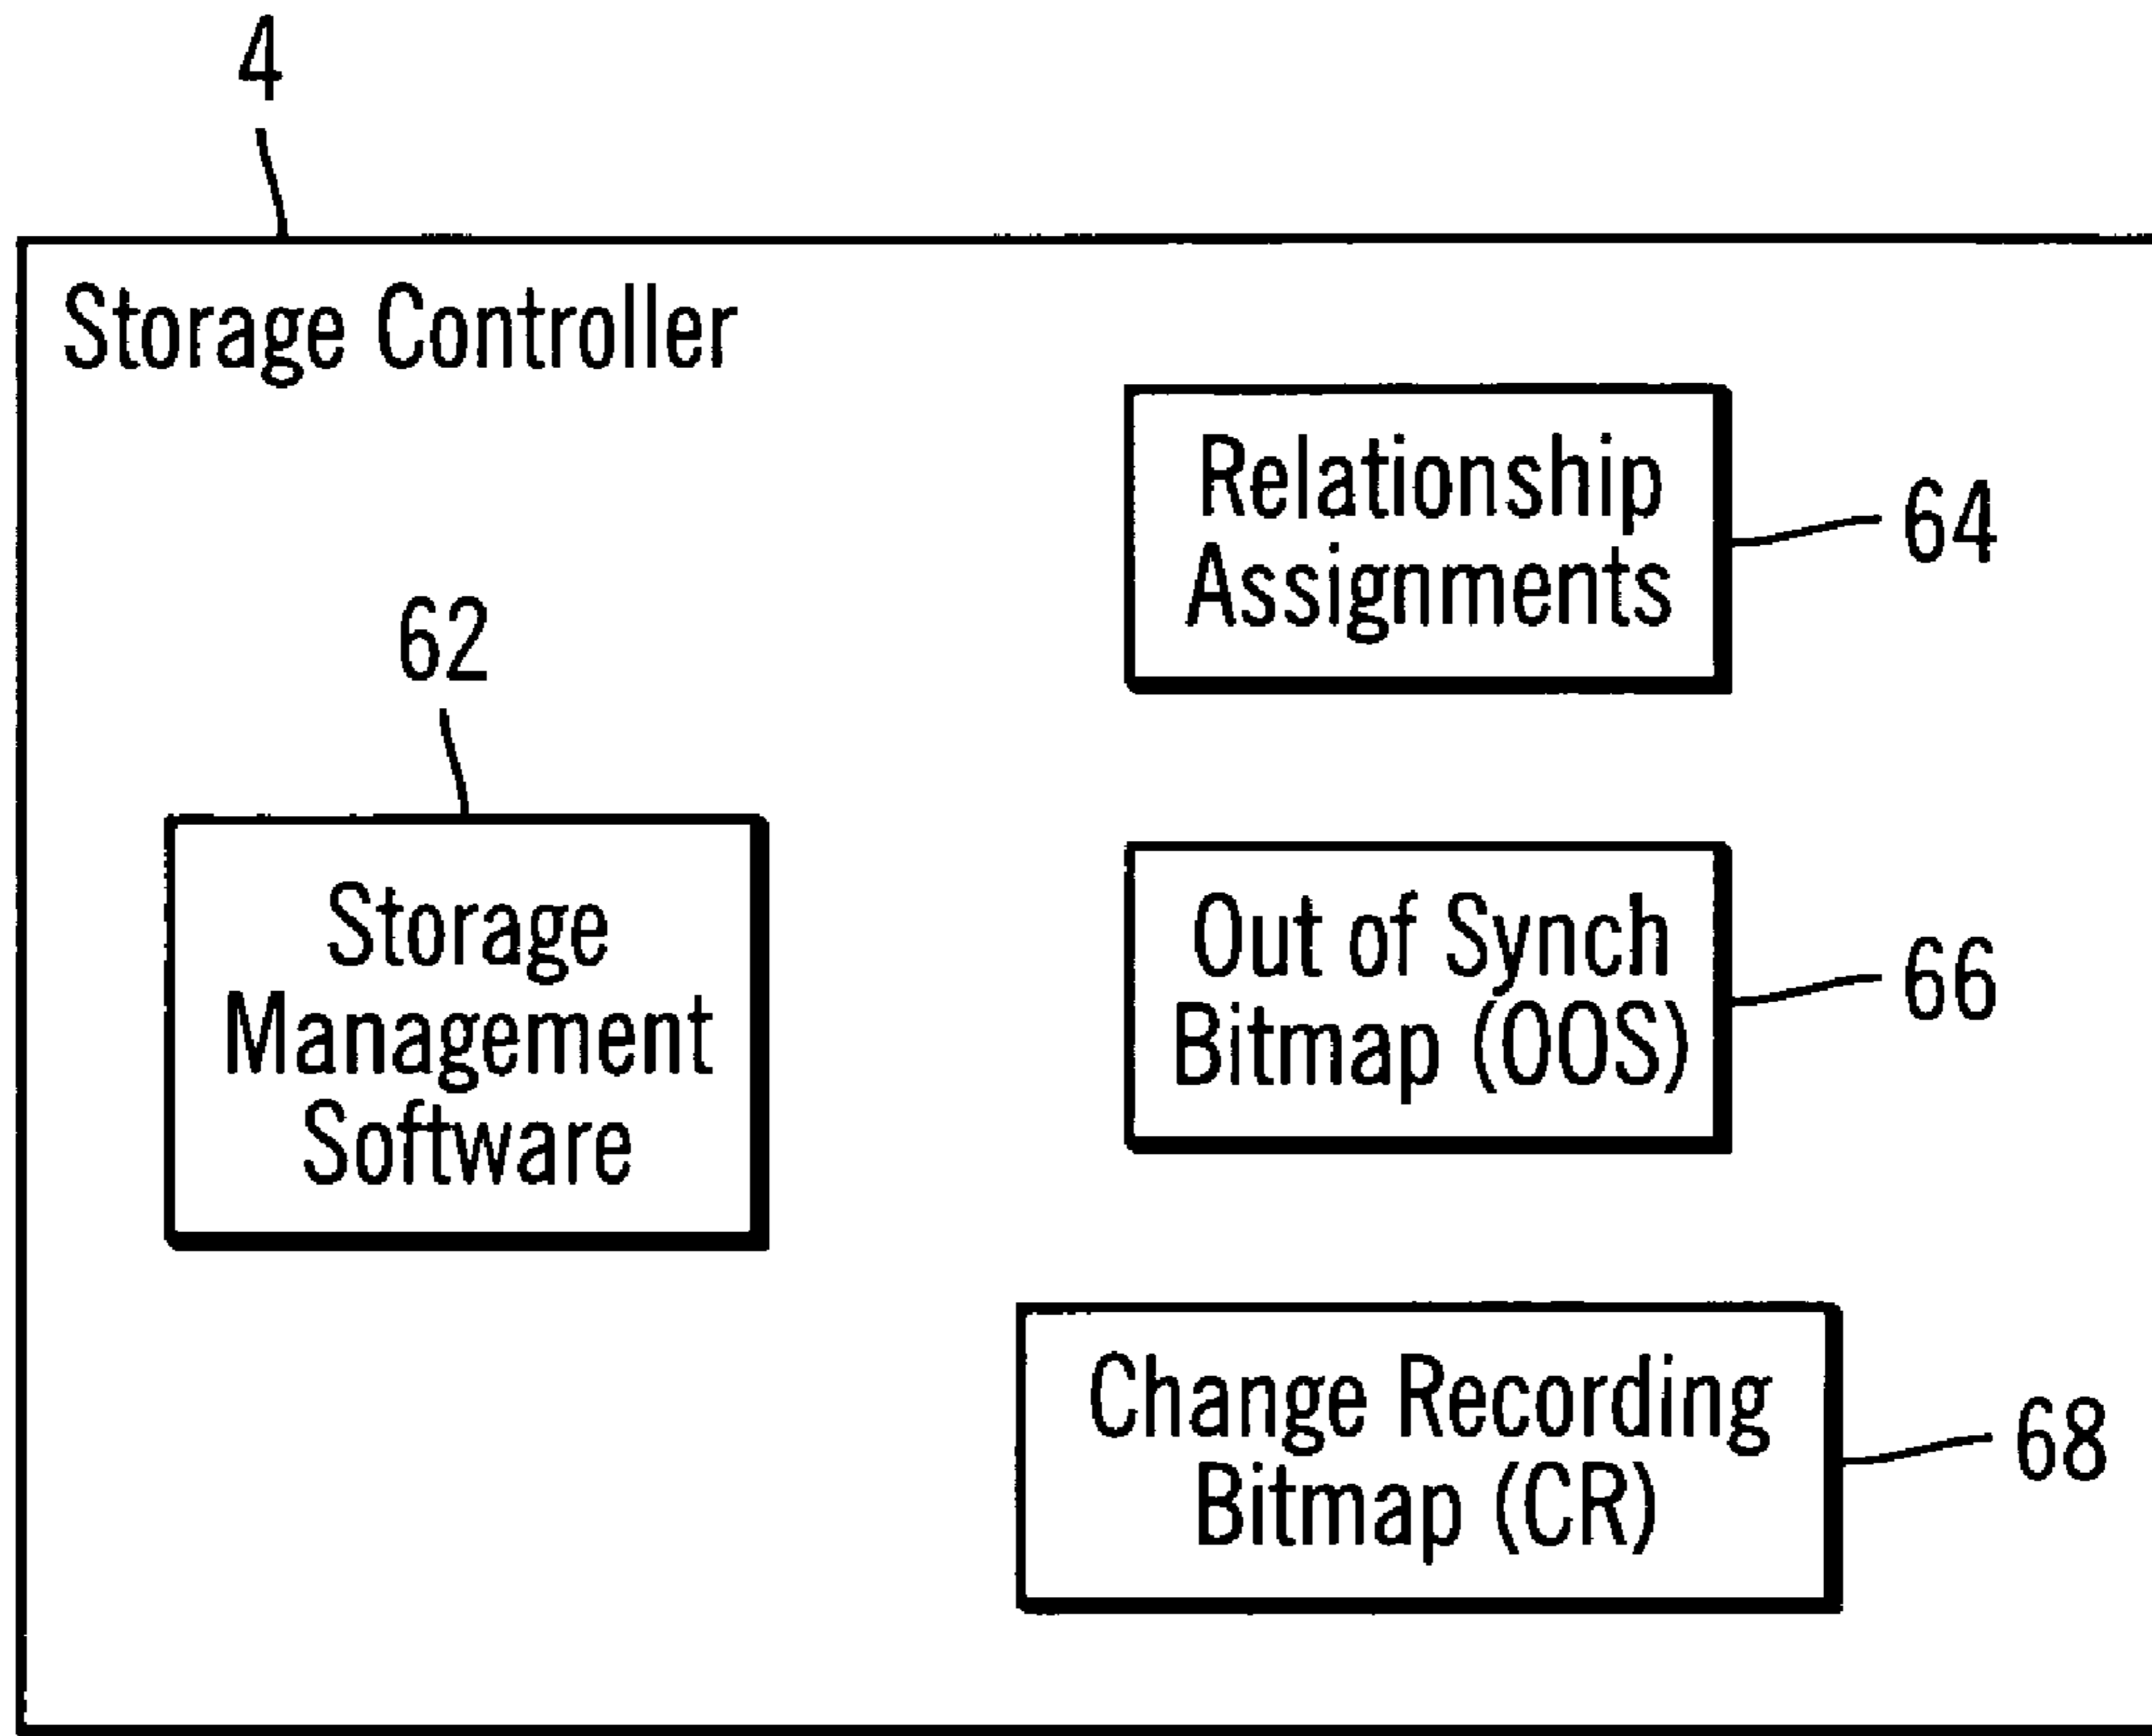 4
Storage Controller
Relationship
Assignments
64
62
Storage
Management
Software
Out of Synch
Bitmap (OOS)
66
Change Recording
Bitmap (CR)
68